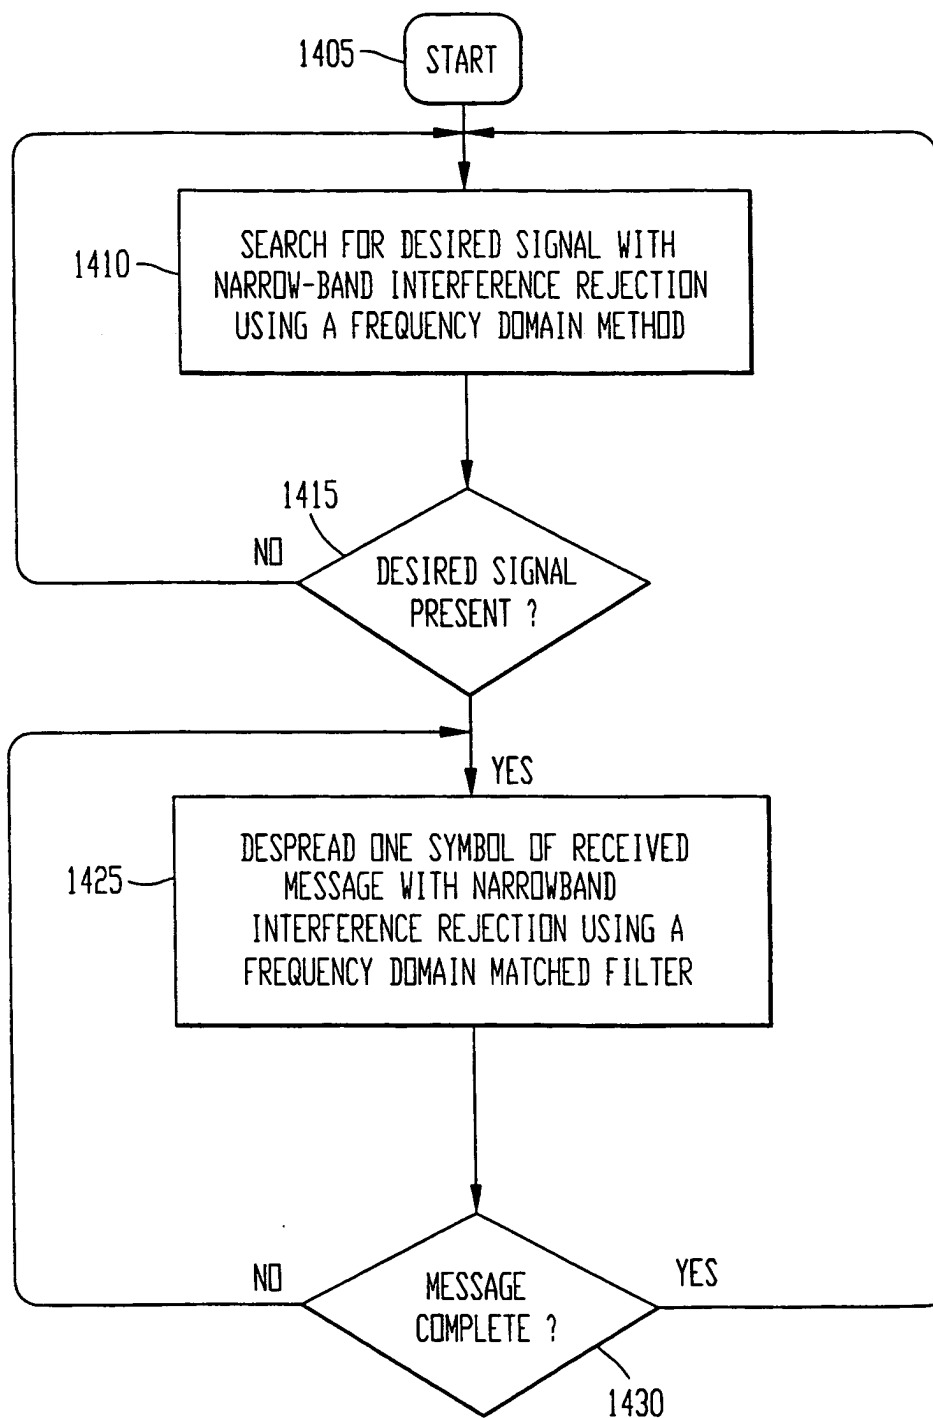 1405
START
1410
SEARCH FOR DESIRED SIGNAL WITH
NARROW-BAND INTERFERENCE REJECTION
USING A FREQUENCY DOMAIN METHOD
1415
NO
DESIRED SIGNAL
PRESENT ?
YES
1425
DESPREAD ONE SYMBOL OF RECEIVED
MESSAGE WITH NARROWBAND
INTERFERENCE REJECTION USING A
FREQUENCY DOMAIN MATCHED FILTER
NO
MESSAGE
COMPLETE ?
YES
1430